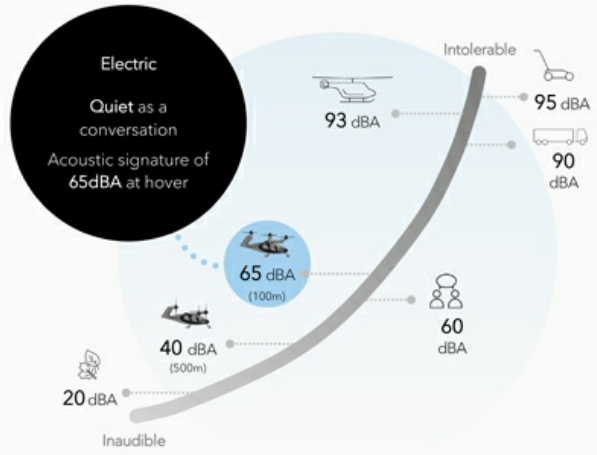 Electric
Quiet as a
conversation
Acoustic signature of
65dBA at hover
Intolerable
95 dBA
93 dBA
90
dBA
65 dBA
(100m)
60
dBA
40 dBA
(500m)
20 dBA
Inaudible